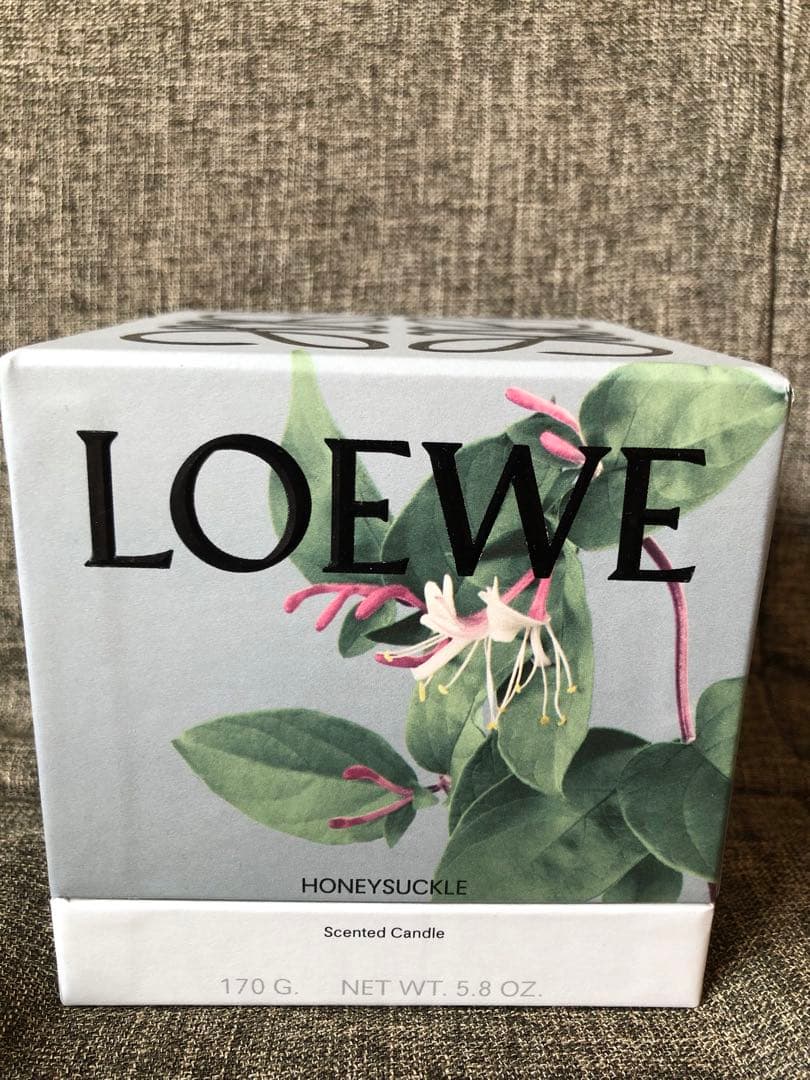 LOEWE
HONEYSUCKLE
Scented Candle
170 G. NET WT. 5.8 OZ.